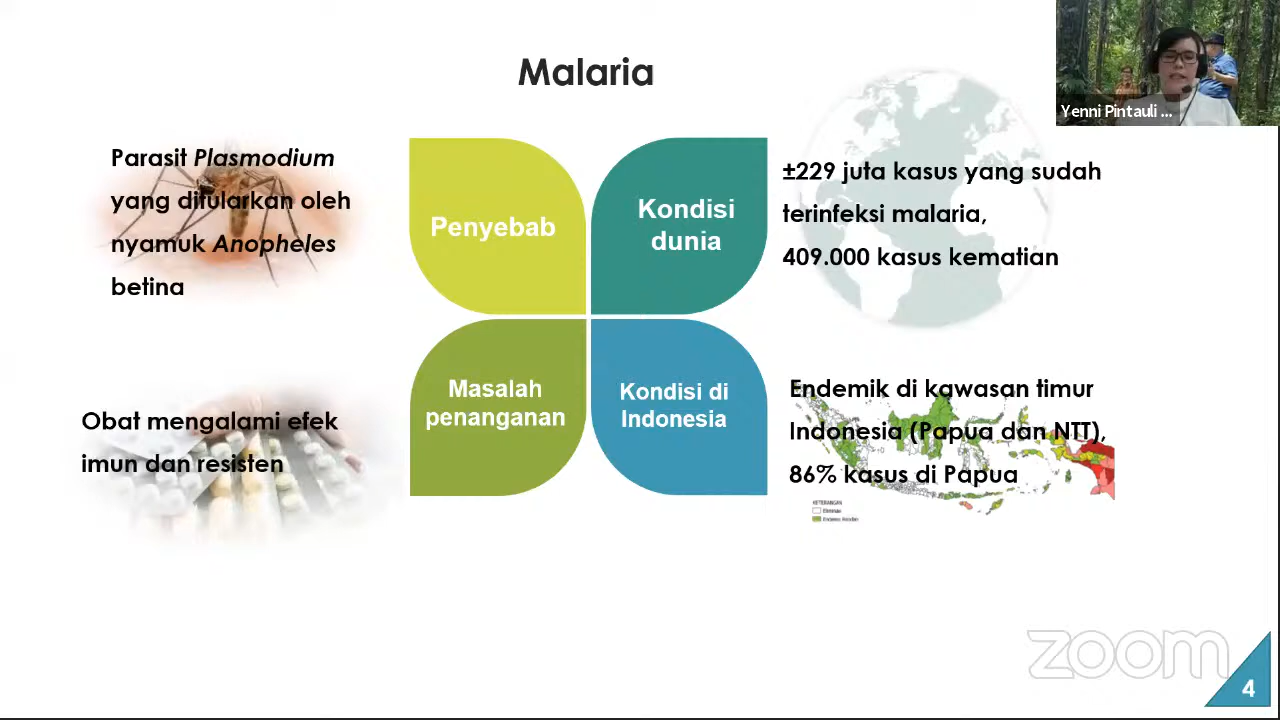 Malaria
Yenni Pintauli ...
Parasit Plasmodium
yang ditularkan oleh
nyamuk Anopheles
betina
Penyebab
Kondisi
dunia
±229 juta kasus yang sudah
terinfeksi malaria,
409.000 kasus kematian
Obat mengalami efek
imun dan resisten
Masalah
penanganan
Kondisi di
Indonesia
Endemik di kawasan timur
Indonesia (Papua dan NTT),
86% kasus di Papua
KETERANGAN
Eliminasi
zoom
4